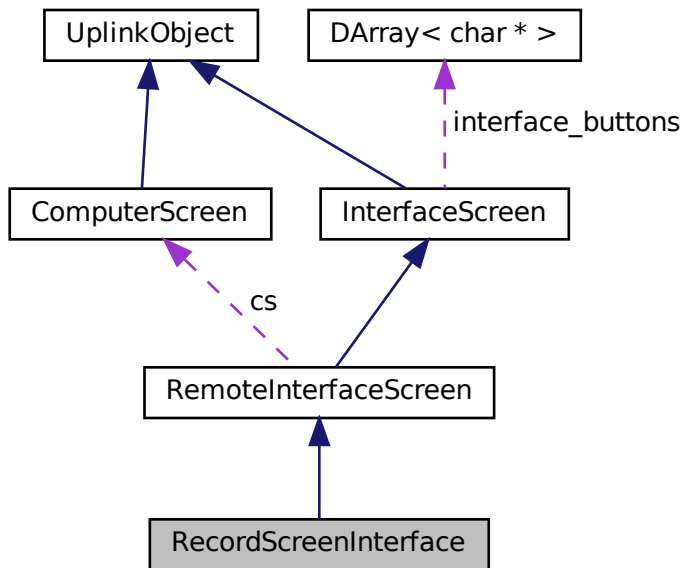 UplinkObject
DArray< char * >
interface_buttons
ComputerScreen
InterfaceScreen
cs
RemoteInterfaceScreen
RecordScreenInterface